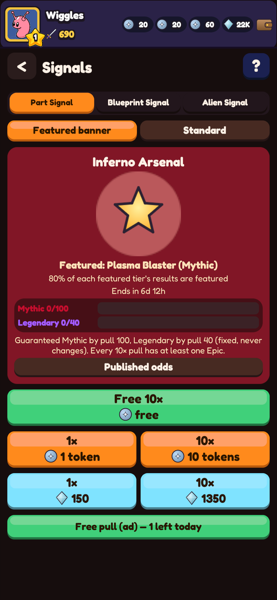 Wiggles
1
690
20
20
60
22K
<
Signals
?
Part Signal
Blueprint Signal
Alien Signal
Featured banner
Standard
Inferno Arsenal
Featured: Plasma Blaster (Mythic)
80% of each featured tier's results are featured
Ends in 6d 12h
Mythic 0/100
Legendary 0/40
Guaranteed Mythic by pull 100, Legendary by pull 40 (fixed, never
changes). Every 10x pull has at least one Epic.
Published odds
Free 10x
free
1x
1 token
10x
10 tokens
1x
150
10x
1350
Free pull (ad) – 1 left today